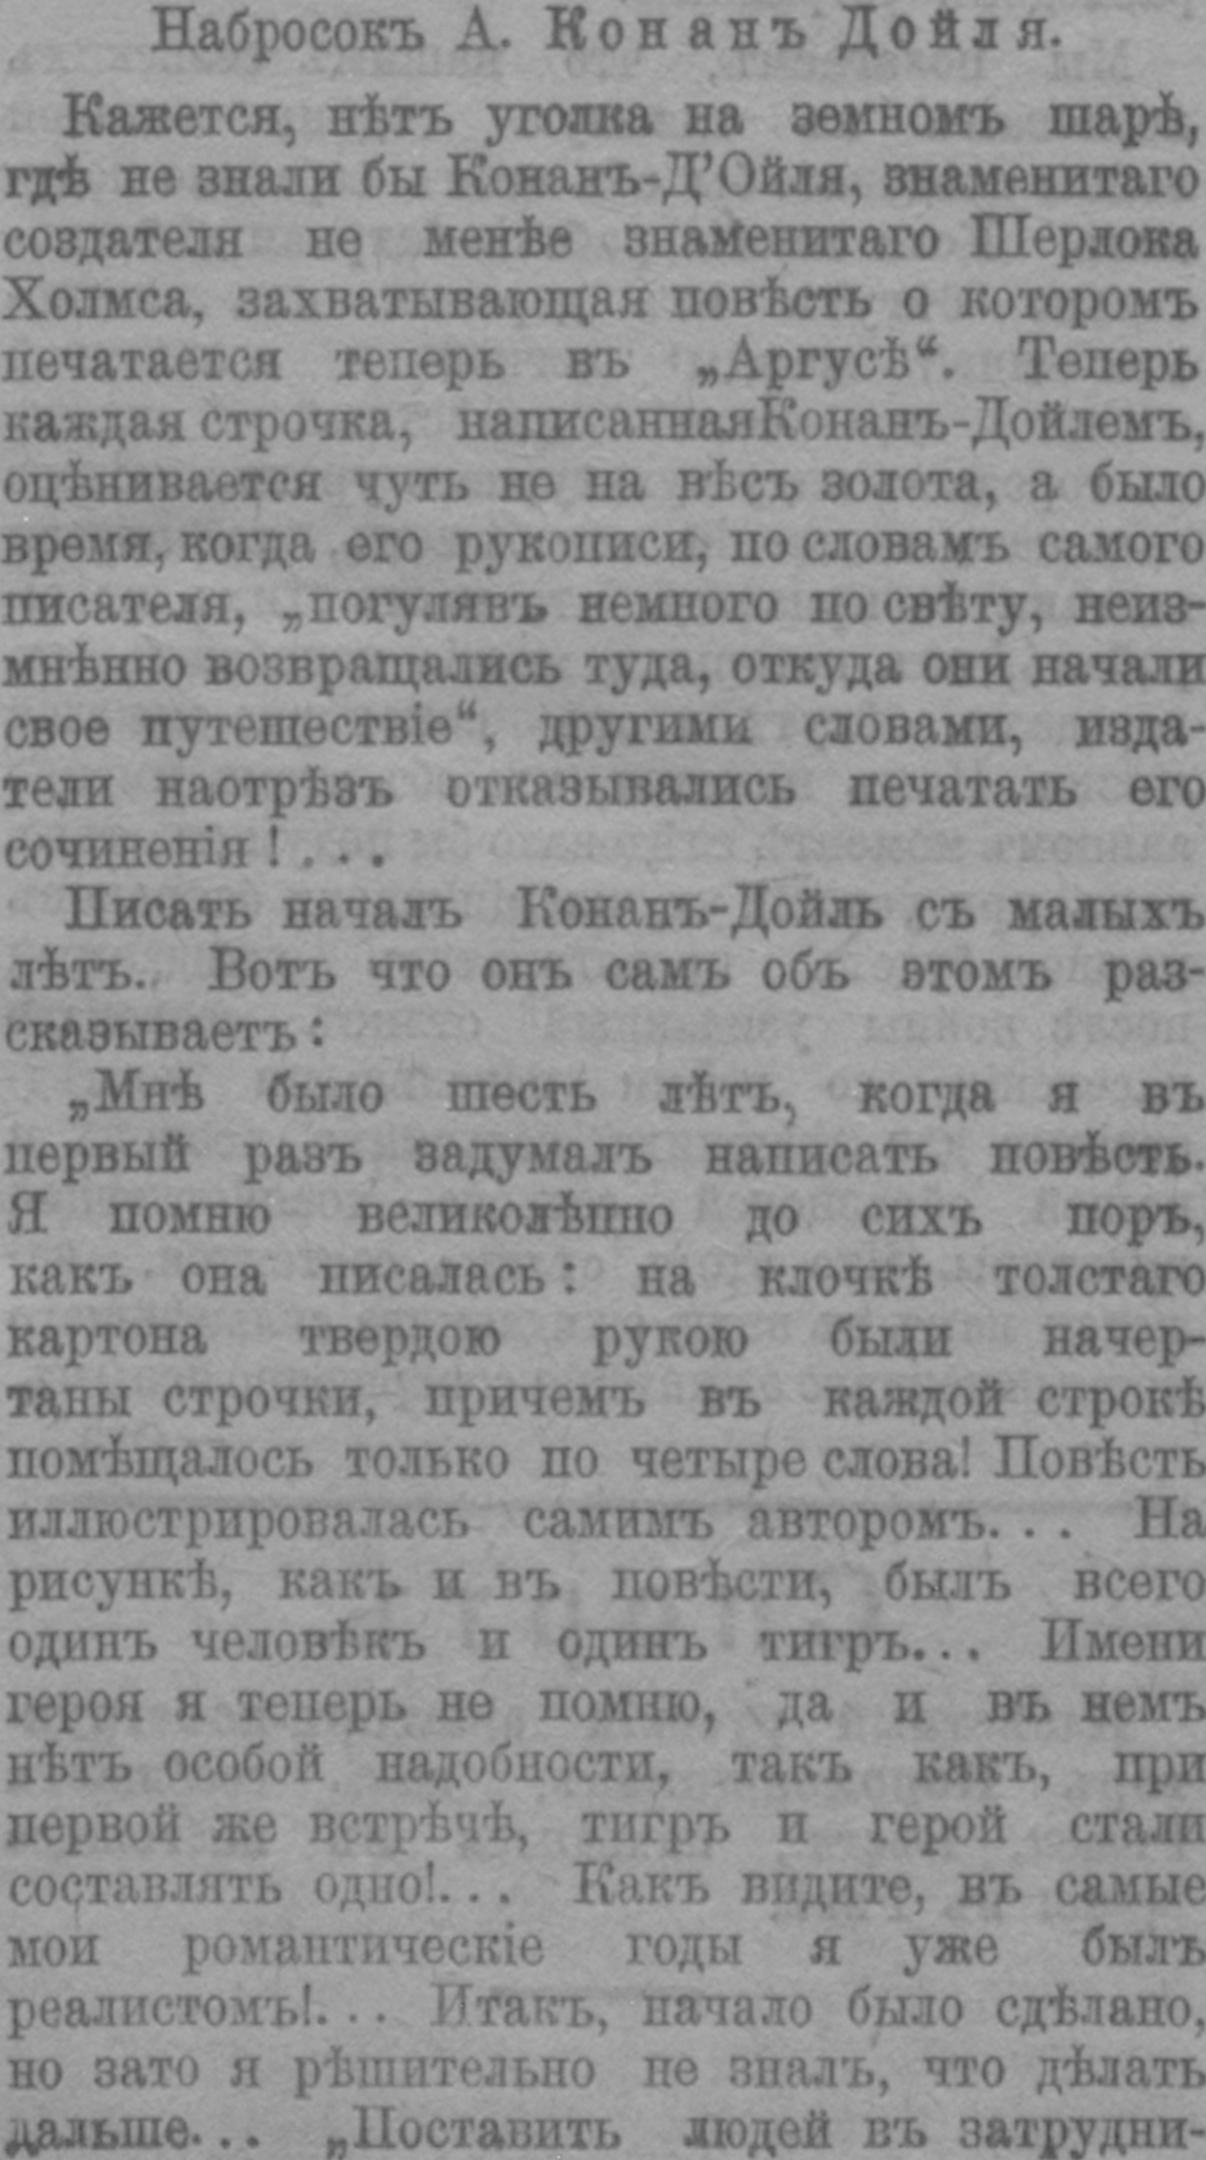 Набросокъ А. Конанъ Дойля.
Кажется, нѣтъ уголка на земномъ шарѣ,
гдѣ не знали бы Конанъ-Д’Ойля, знаменитаго
создателя не менѣе знаменитаго Шерлока
Холмса, захватывающая повѣсть о которомъ
печатается теперь въ „Аргусѣ“. Теперь
каждая строчка, написаннаяКонанъ-Дойлемъ,
оцѣнивается чуть не на вѣсъ золота, а было
время, когда его рукописи, по словамъ самого
писателя, „погулявъ немного по свѣту, неиз-
мнѣнно возвращались туда, откуда они начали
свое путешествіе“, другими словами, изда-
тели наотрѣзъ отказывались печатать его
сочиненія!...
Писать началъ Конанъ-Дойль съ малыхъ
лѣтъ. Вотъ что онъ самъ объ этомъ раз-
сказываетъ:
„Мнѣ было шесть лѣтъ, когда я въ
первый разъ задумалъ написать повѣсть.
Я помню великолѣпно до сихъ поръ,
какъ она писалась: на клочкѣ толстаго
картона твердою рукою были начер-
таны строчки, причемъ въ каждой строкѣ
помѣщалось только по четыре слова! Повѣсть
иллюстрировалась самимъ авторомъ... На
рисункѣ, какъ и въ повѣсти, былъ всего
одинъ человѣкъ и одинъ тигръ... Имени
героя я теперь не помню, да и въ немъ
нѣтъ особой надобности, такъ какъ, при
первой же встрѣчѣ, тигръ и герой стали
составлять одно!... Какъ видите, въ самые
мои романтическіе годы я уже былъ
реалистомъ!... Итакъ, начало было сдѣлано,
но зато я рѣшительно не зналъ, что дѣлать
дальше... „Поставить людей въ затрудни-